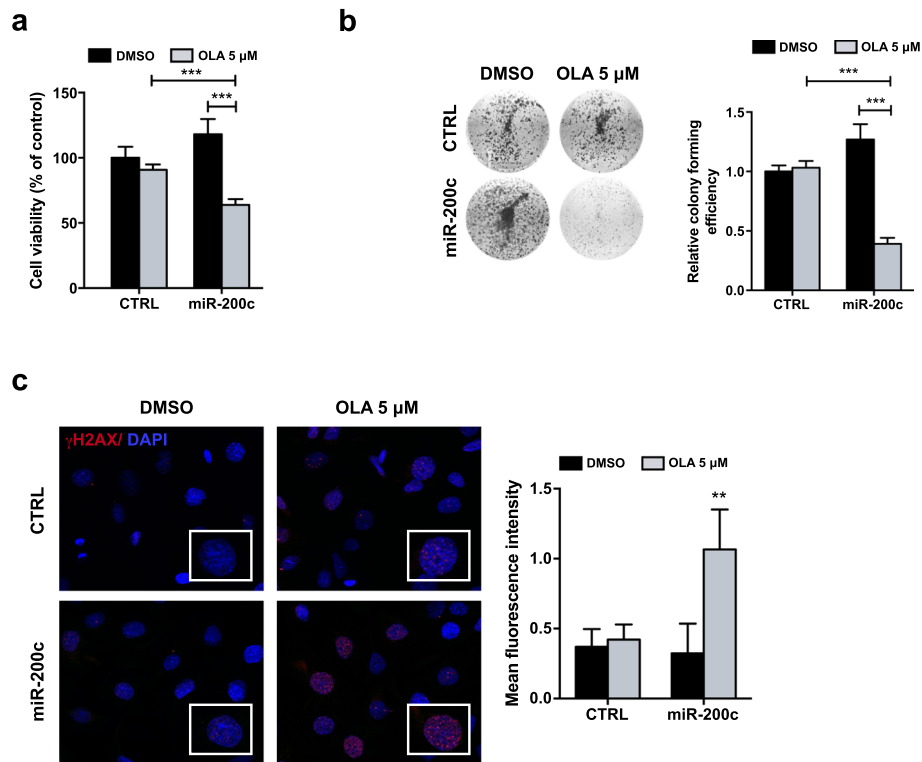 a
DMSO
OLA 5 µM
***
***
150
100
50
0
Cell viability (% of control)
CTRL
miR-200c
b
DMSO
OLA 5 µM
CTRL
miR-200c
DMSO
OLA 5 µM
***
***
1.5
1.0
0.5
0.0
Relative colony forming
efficiency
CTRL
miR-200c
c
DMSO
OLA 5 µM
γH2AX/ DAPI
CTRL
miR-200c
DMSO
OLA 5 µM
**
1.5
1.0
0.5
0.0
Mean fluorescence intensity
CTRL
miR-200c